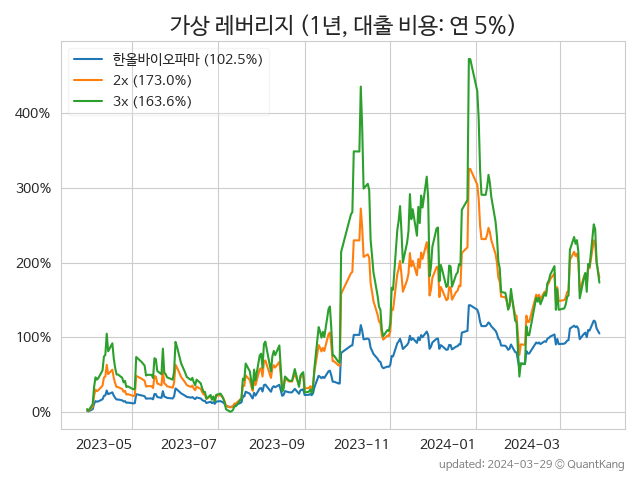 가상 레버리지 (1년, 대출 비용: 연 5%)
한올바이오파마 (102.5%)
2x (173.0%)
3x (163.6%)
400%
300%
200%
100%
0%
2023-05 2023-07 2023-09 2023-11 2024-01 2024-03
updated: 2024-03-29 © QuantKang